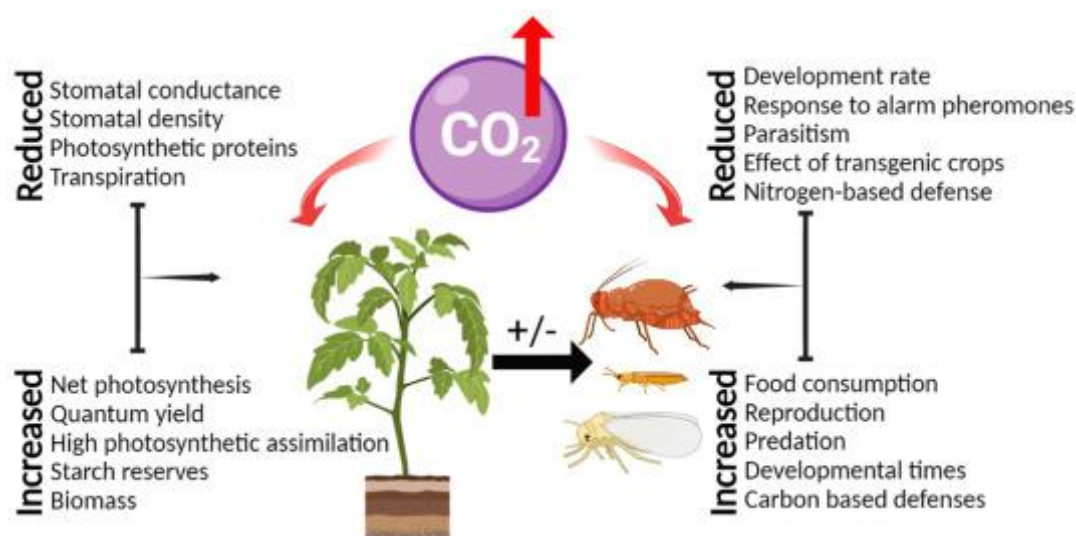 Reduced
Stomatal conductance
Stomatal density
Photosynthetic proteins
Transpiration
CO₂
Reduced
Development rate
Response to alarm pheromones
Parasitism
Effect of transgenic crops
Nitrogen-based defense
+/-
Increased
Net photosynthesis
Quantum yield
High photosynthetic assimilation
Starch reserves
Biomass
Increased
Food consumption
Reproduction
Predation
Developmental times
Carbon based defenses